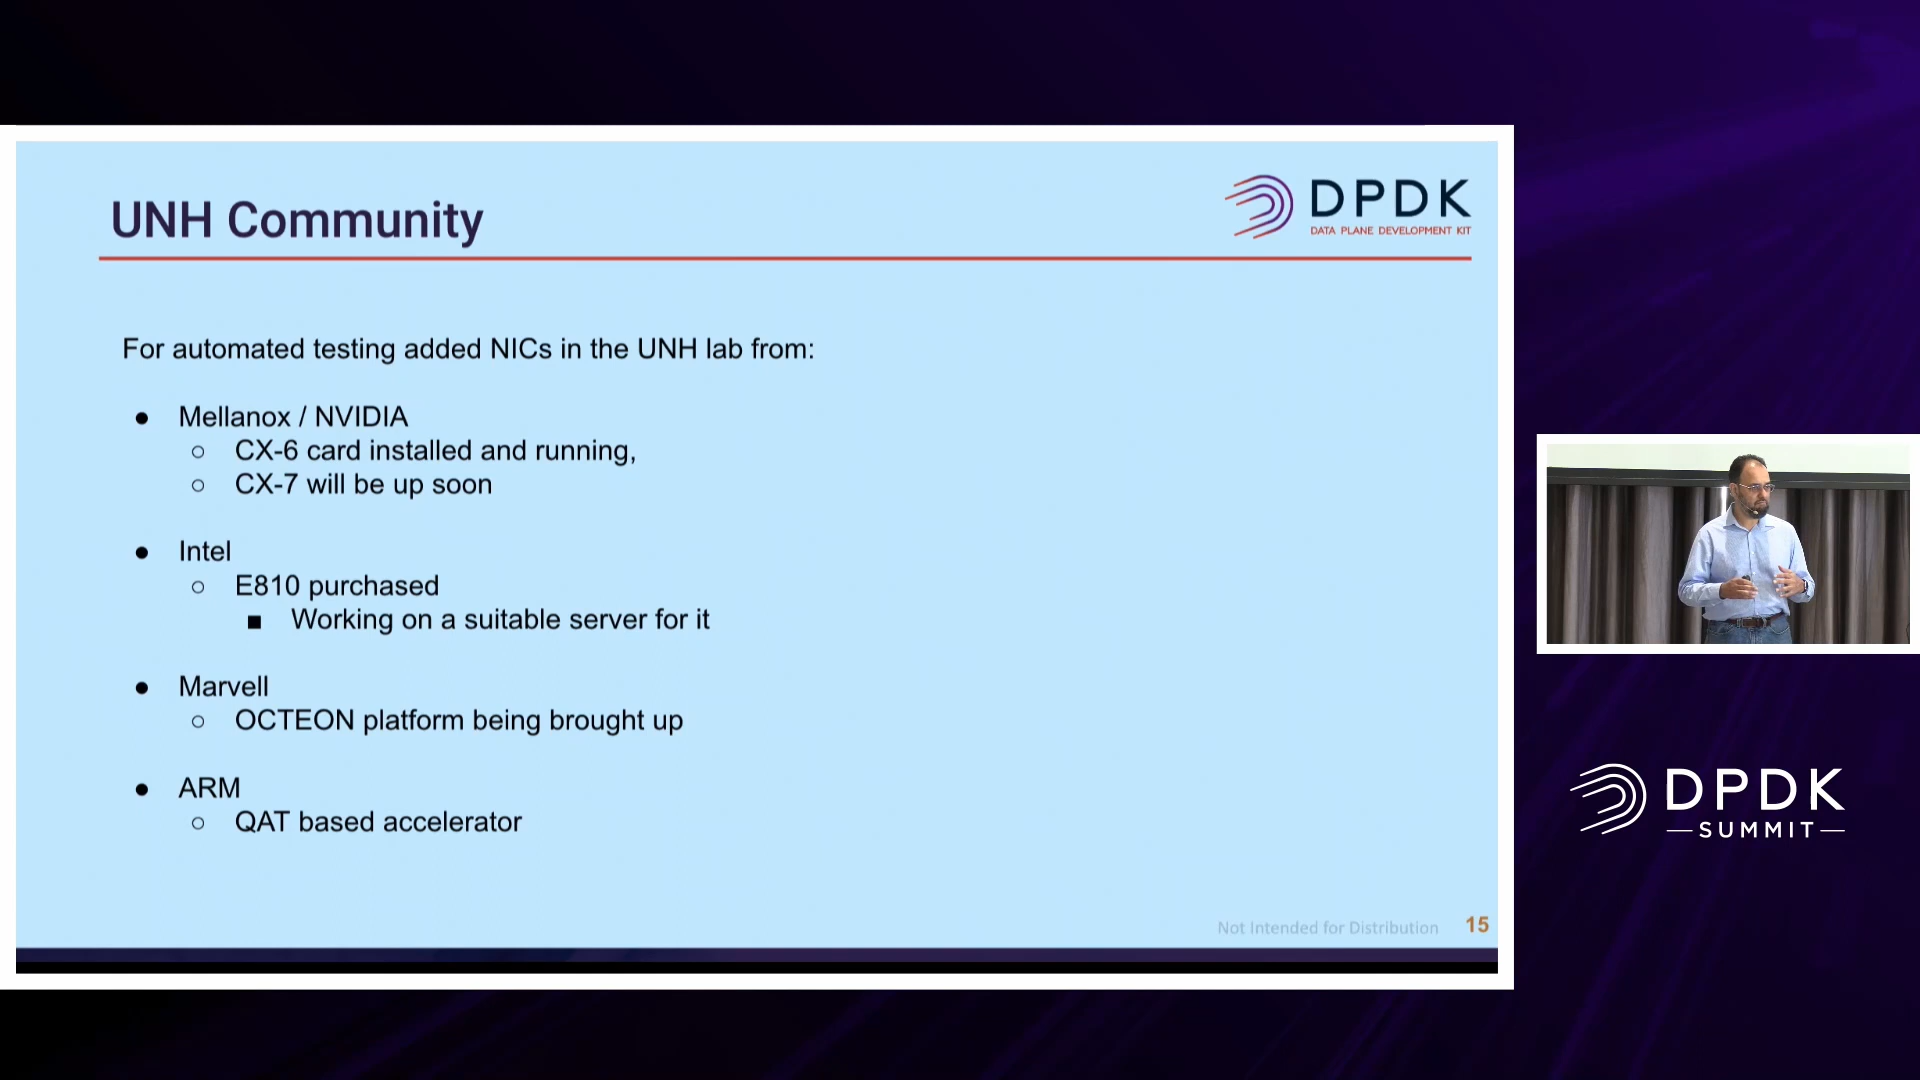 UNH Community
DPDK
DATA PLANE DEVELOPMENT KIT
For automated testing added NICs in the UNH lab from:
● Mellanox / NVIDIA
○ CX-6 card installed and running,
○ CX-7 will be up soon
● Intel
○ E810 purchased
■ Working on a suitable server for it
● Marvell
○ OCTEON platform being brought up
● ARM
○ QAT based accelerator
Not Intended for Distribution 15
DPDK
SUMMIT